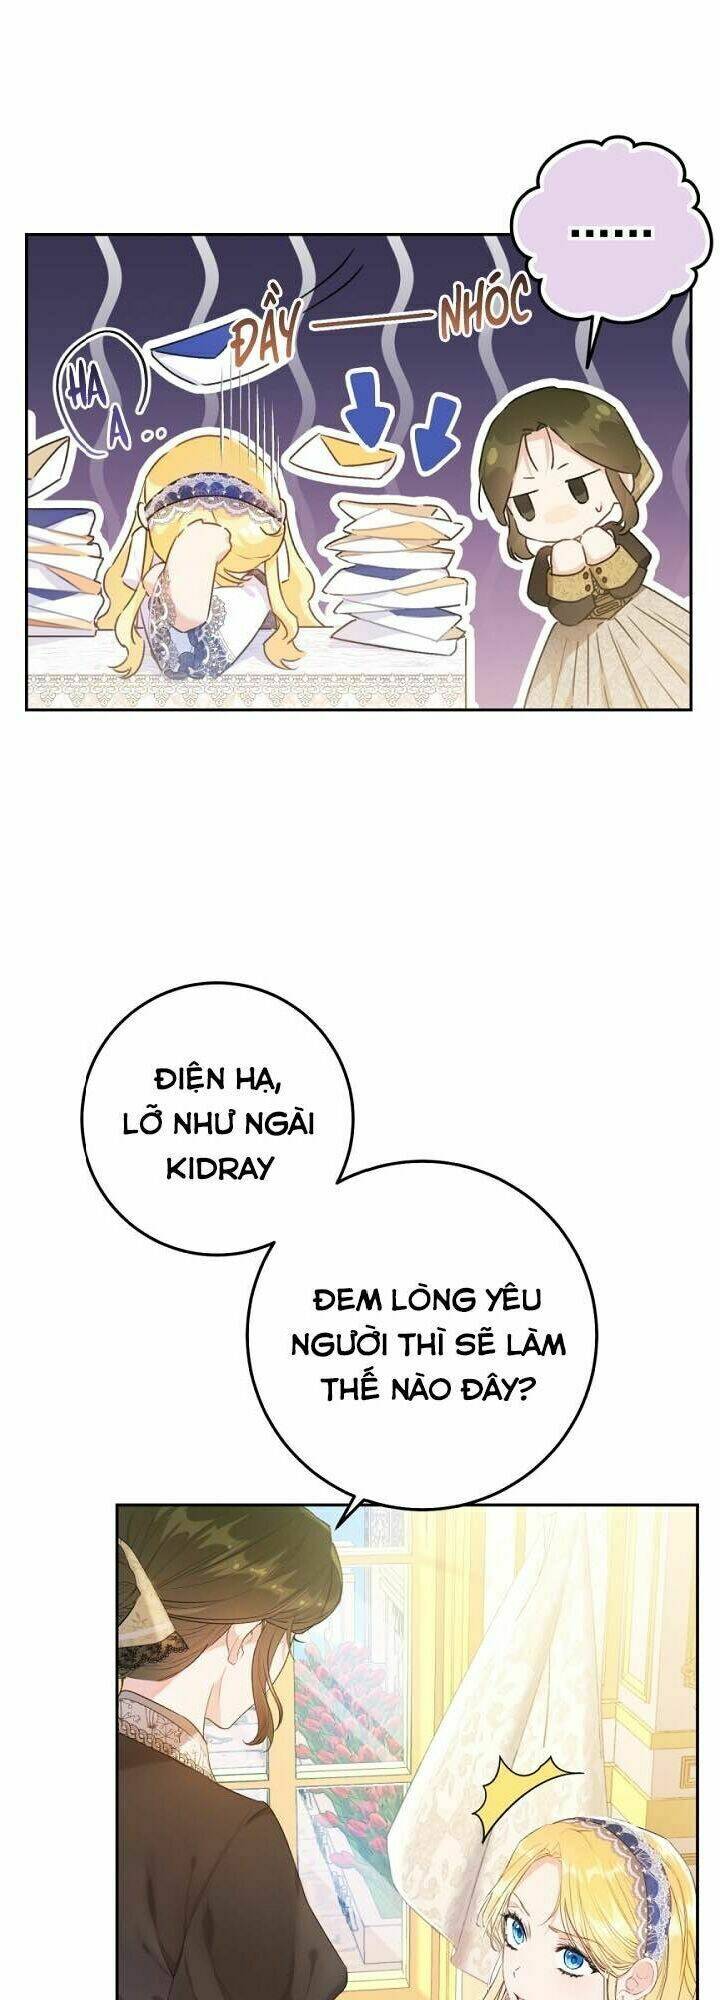 ......
ĐẦY — NHÓC
HA
A..
ĐIỆN HẠ,
LỠ NHƯ NGÀI
KIDRAY
ĐEM LÒNG YÊU
NGƯỜI THÌ SẼ LÀM
THẾ NÀO ĐÂY?